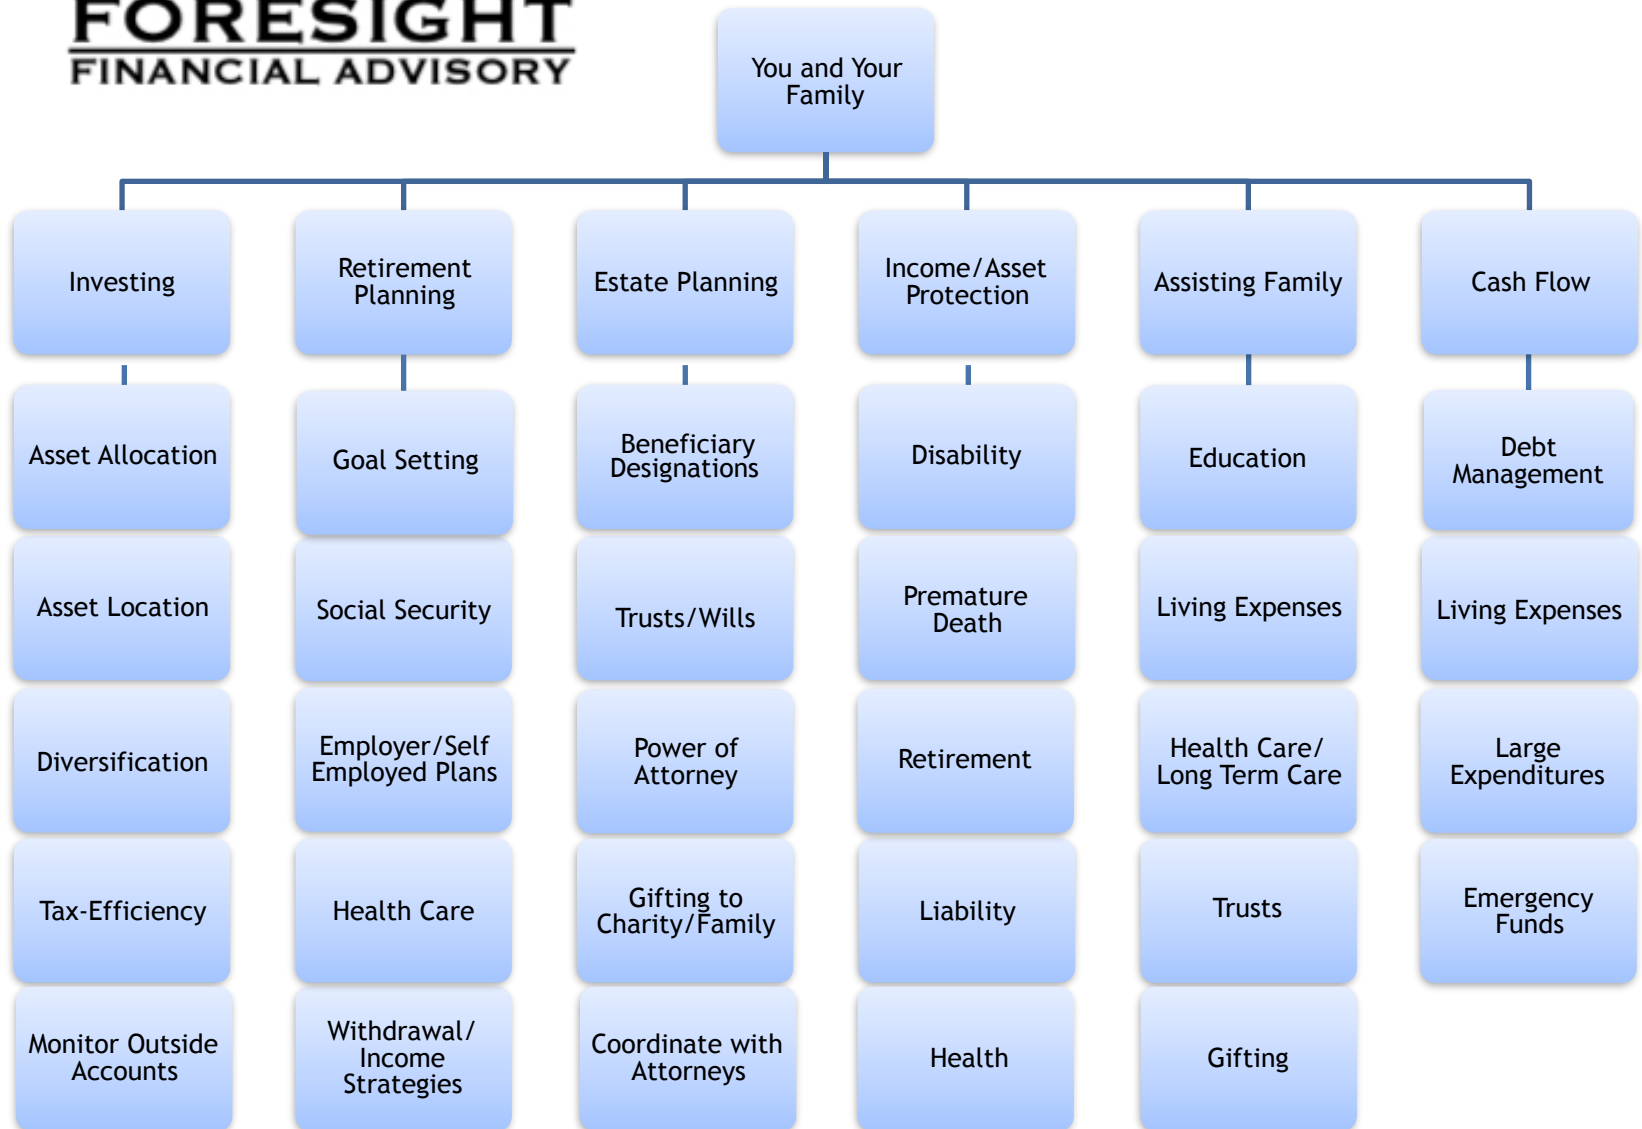 FORESIGHT
FINANCIAL ADVISORY
You and Your
Family
Investing
Retirement
Planning
Estate Planning
Income/Asset
Protection
Assisting Family
Cash Flow
Asset Allocation
Goal Setting
Beneficiary
Designations
Disability
Education
Debt
Management
Asset Location
Social Security
Trusts/Wills
Premature
Death
Living Expenses
Living Expenses
Diversification
Employer/Self
Employed Plans
Power of
Attorney
Retirement
Health Care/
Long Term Care
Large
Expenditures
Tax-Efficiency
Health Care
Gifting to
Charity/Family
Liability
Trusts
Emergency
Funds
Monitor Outside
Accounts
Withdrawal/
Income
Strategies
Coordinate with
Attorneys
Health
Gifting